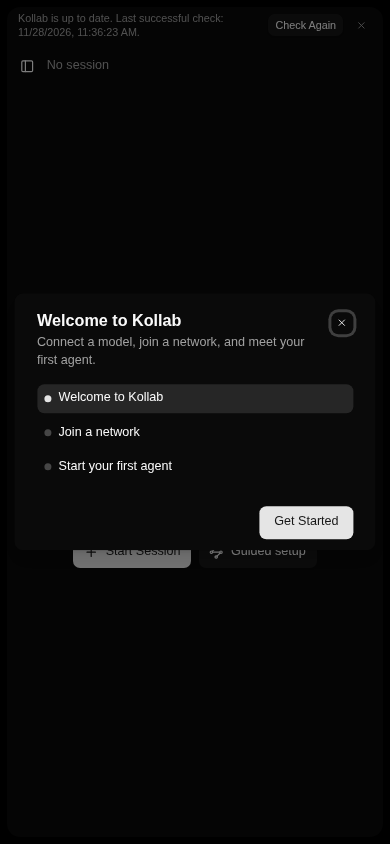 Kollab is up to date. Last successful check:
11/28/2026, 11:36:23 AM.
Check Again
No session
Welcome to Kollab
Connect a model, join a network, and meet your
first agent.
Welcome to Kollab
Join a network
Start your first agent
Get Started
Start Session
Guided setup